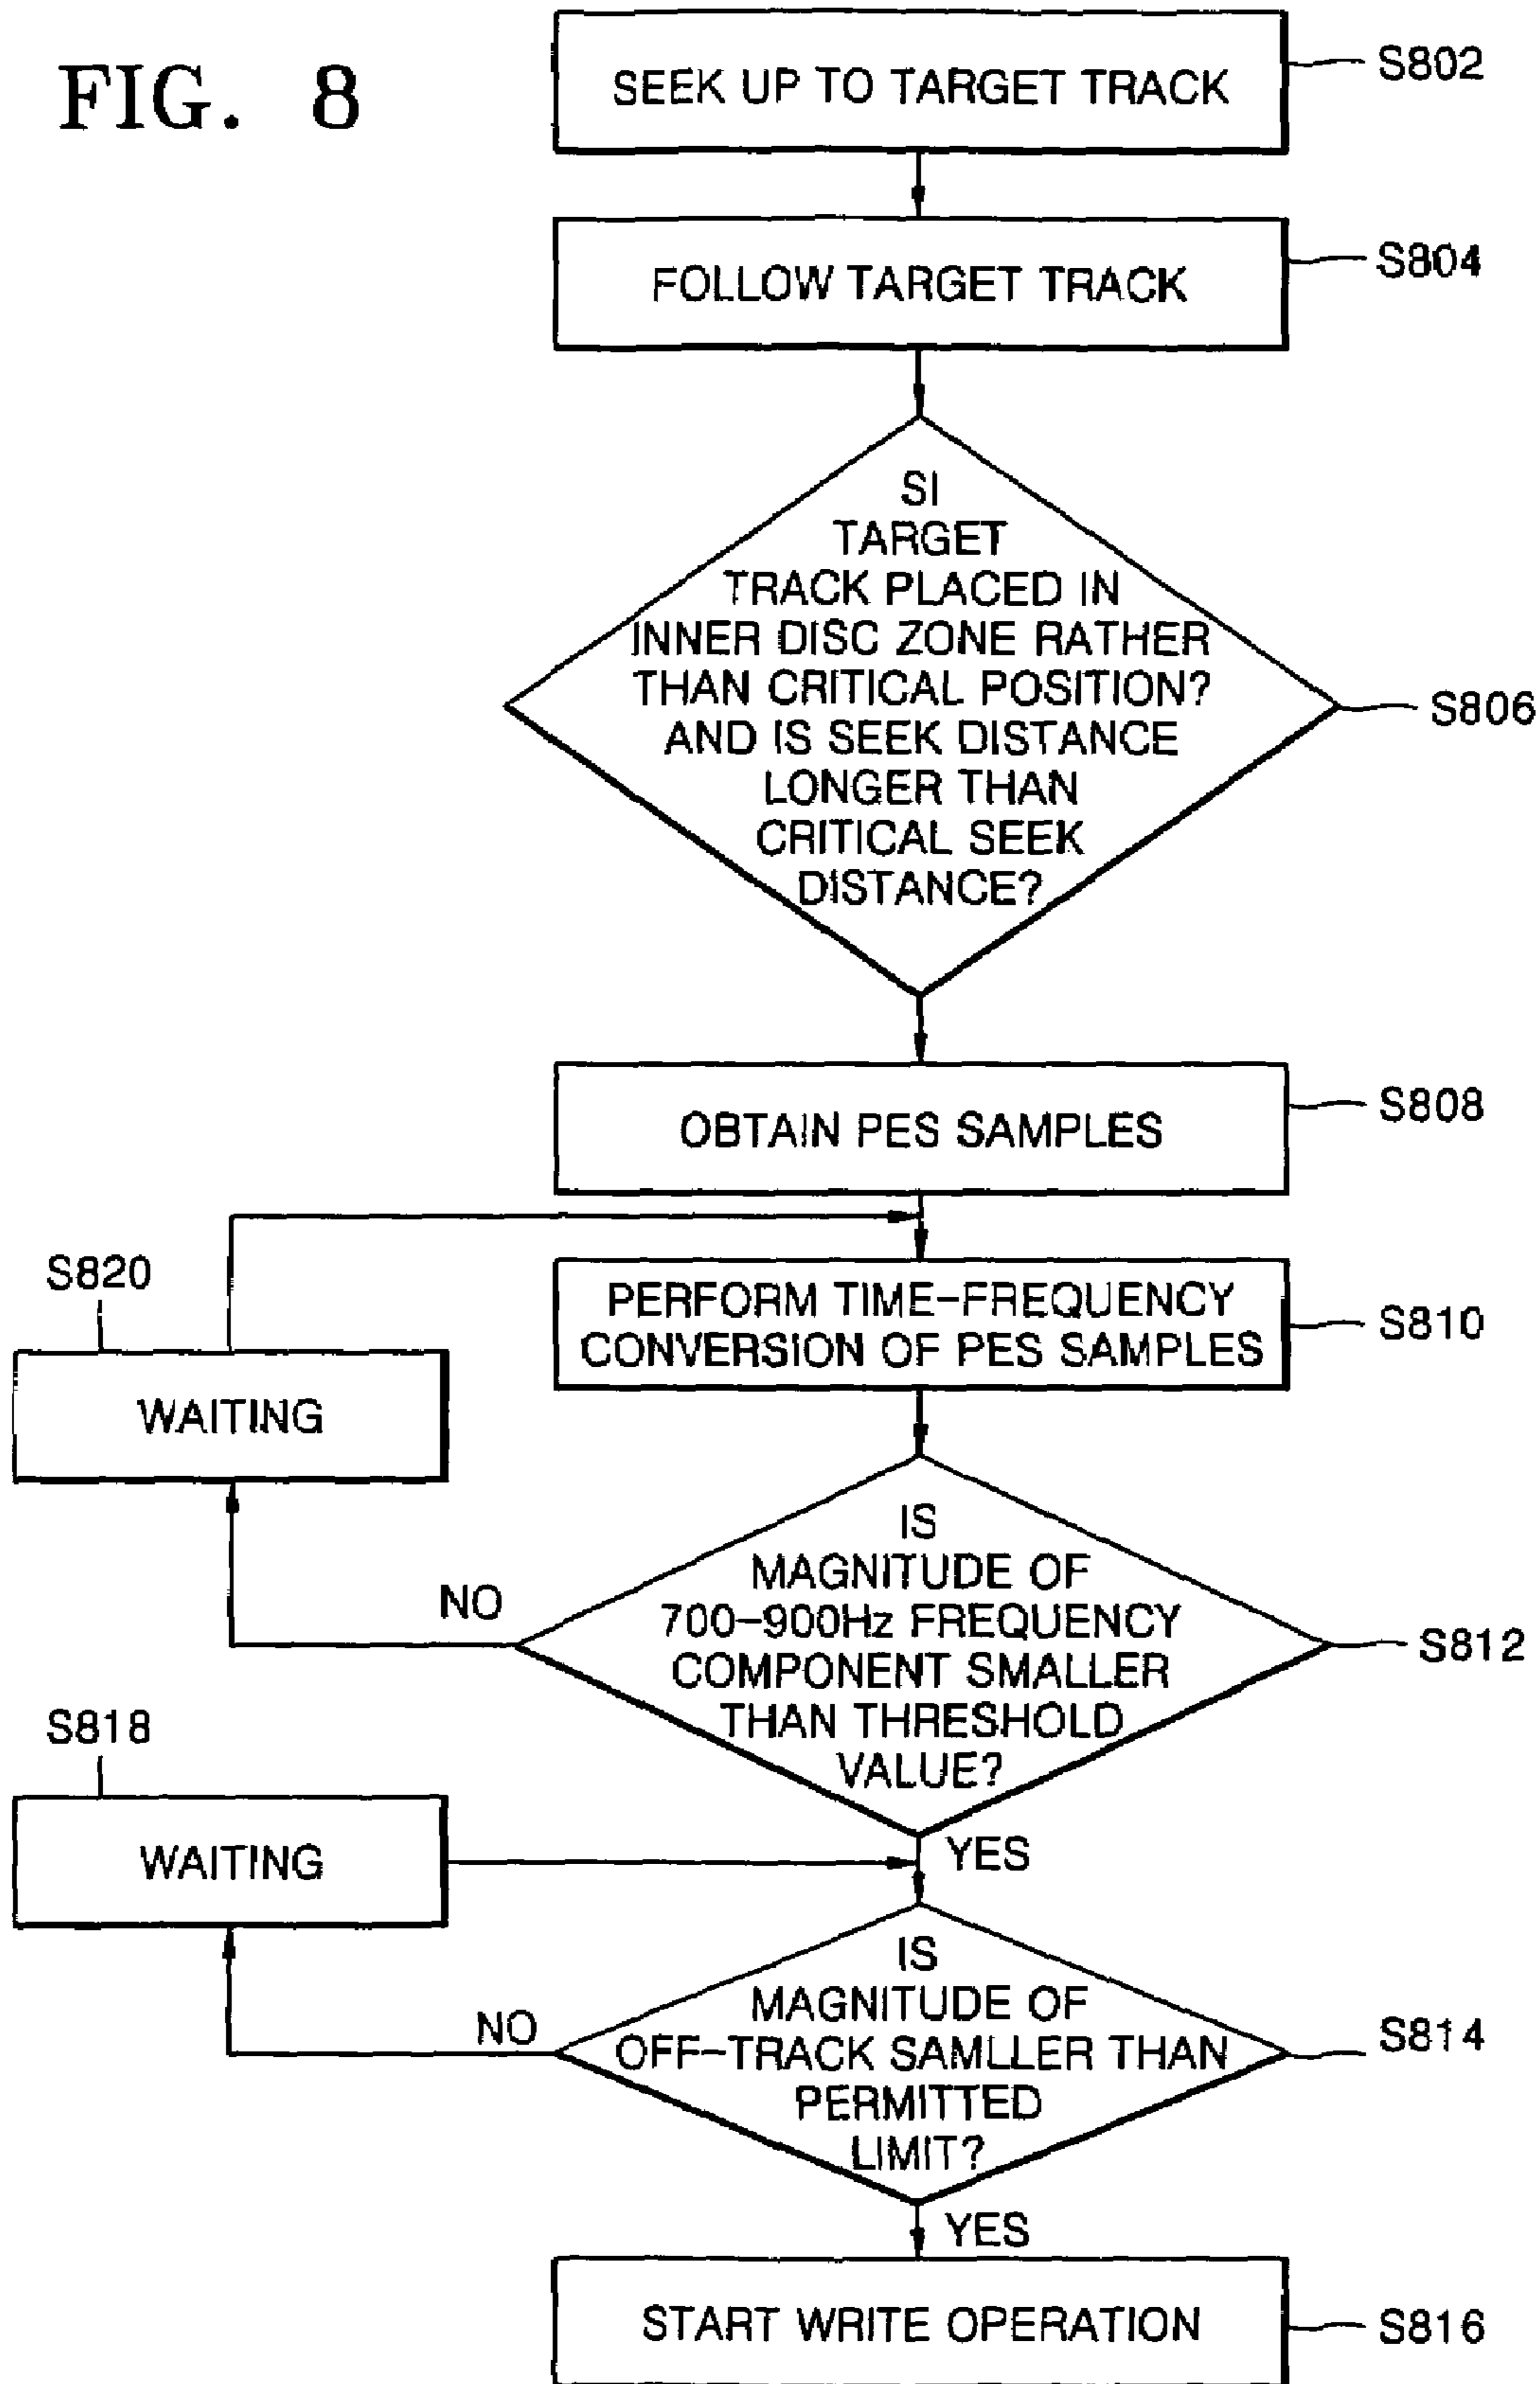 FIG. 8
SEEK UP TO TARGET TRACK
S802
FOLLOW TARGET TRACK
S804
SI
TARGET
TRACK PLACED IN
INNER DISC ZONE RATHER
THAN CRITICAL POSITION?
AND IS SEEK DISTANCE
LONGER THAN
CRITICAL SEEK
DISTANCE?
S806
OBTAIN PES SAMPLES
S808
S820
WAITING
PERFORM TIME-FREQUENCY
CONVERSION OF PES SAMPLES
S810
IS
MAGNITUDE OF
700-900Hz FREQUENCY
COMPONENT SMALLER
THAN THRESHOLD
VALUE?
S812
NO
YES
S818
WAITING
IS
MAGNITUDE OF
OFF-TRACK SAMLLER THAN
PERMITTED
LIMIT?
S814
NO
YES
START WRITE OPERATION
S816